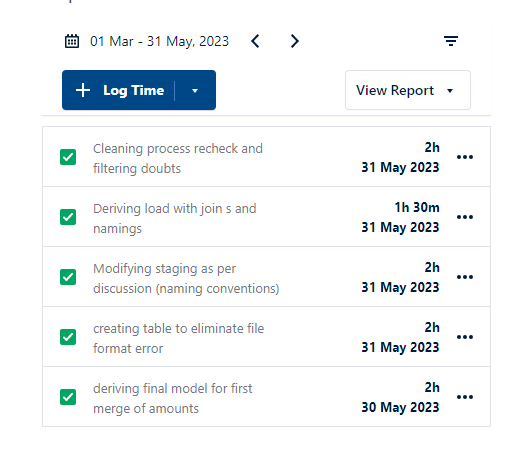 01 Mar - 31 May, 2023
Log Time
View Report
Cleaning process recheck and
filtering doubts
2h
31 May 2023
Deriving load with join s and
namings
1h 30m
31 May 2023
Modifying staging as per
discussion (naming conventions)
2h
31 May 2023
creating table to eliminate file
format error
2h
31 May 2023
deriving final model for first
merge of amounts
2h
30 May 2023